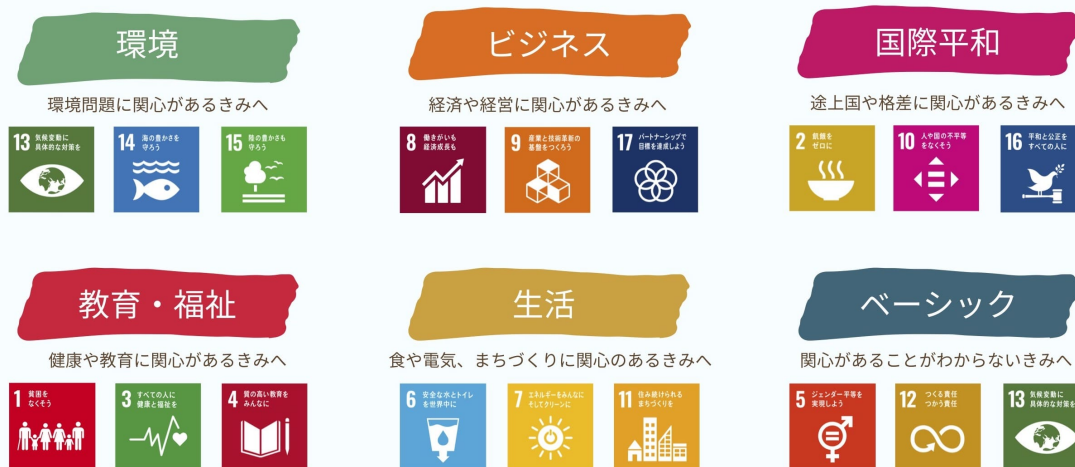 環境
環境問題に関心があるきみへ
13 気候変動に
具体的な対策を
14 海の豊かさを
守ろう
15 陸の豊かさも
守ろう
ビジネス
経済や経営に関心があるきみへ
8 働きがいも
経済成長も
9 産業と技術革新の
基盤をつくろう
17 パートナーシップで
目標を達成しよう
国際平和
途上国や格差に関心があるきみへ
2 飢餓を
ゼロに
10 人や国の不平等
をなくそう
16 平和と公正を
すべての人に
教育・福祉
健康や教育に関心があるきみへ
1 貧困を
なくそう
3 すべての人に
健康と福祉を
4 質の高い教育を
みんなに
生活
食や電気、まちづくりに関心のあるきみへ
6 安全な水とトイレ
を世界中に
7 エネルギーをみんなに
そしてクリーンに
11 住み続けられる
まちづくりを
ベーシック
関心があることがわからないきみへ
5 ジェンダー平等を
実現しよう
12 つくる責任
つかう責任
13 気候変動に
具体的な対策を